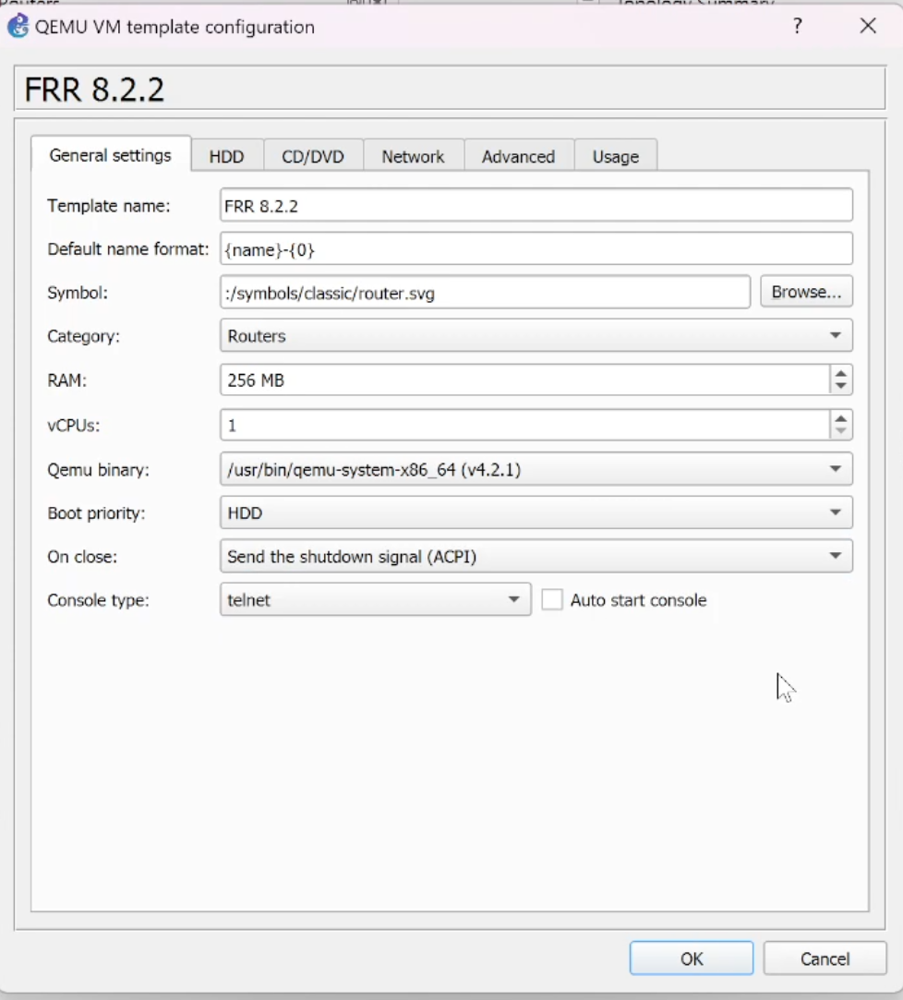 Topology Summary
QEMU VM template configuration ?
FRR 8.2.2
General settings HDD CD/DVD Network Advanced Usage
Template name: FRR 8.2.2
Default name format: {name}-{0}
Symbol: :/symbols/classic/router.svg Browse...
Category: Routers
RAM: 256 MB
vCPUs: 1
Qemu binary: /usr/bin/qemu-system-x86_64 (v4.2.1)
Boot priority: HDD
On close: Send the shutdown signal (ACPI)
Console type: telnet Auto start console
OK Cancel